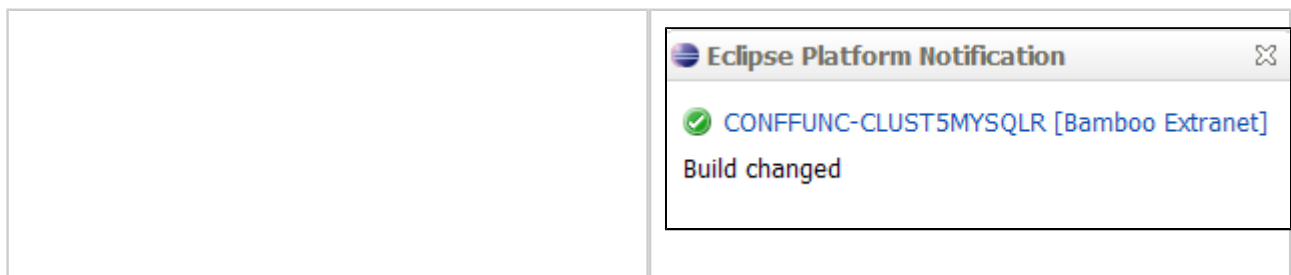 Eclipse Platform Notification
CONFFUNC-CLUST5MYSQLR [Bamboo Extranet]
Build changed